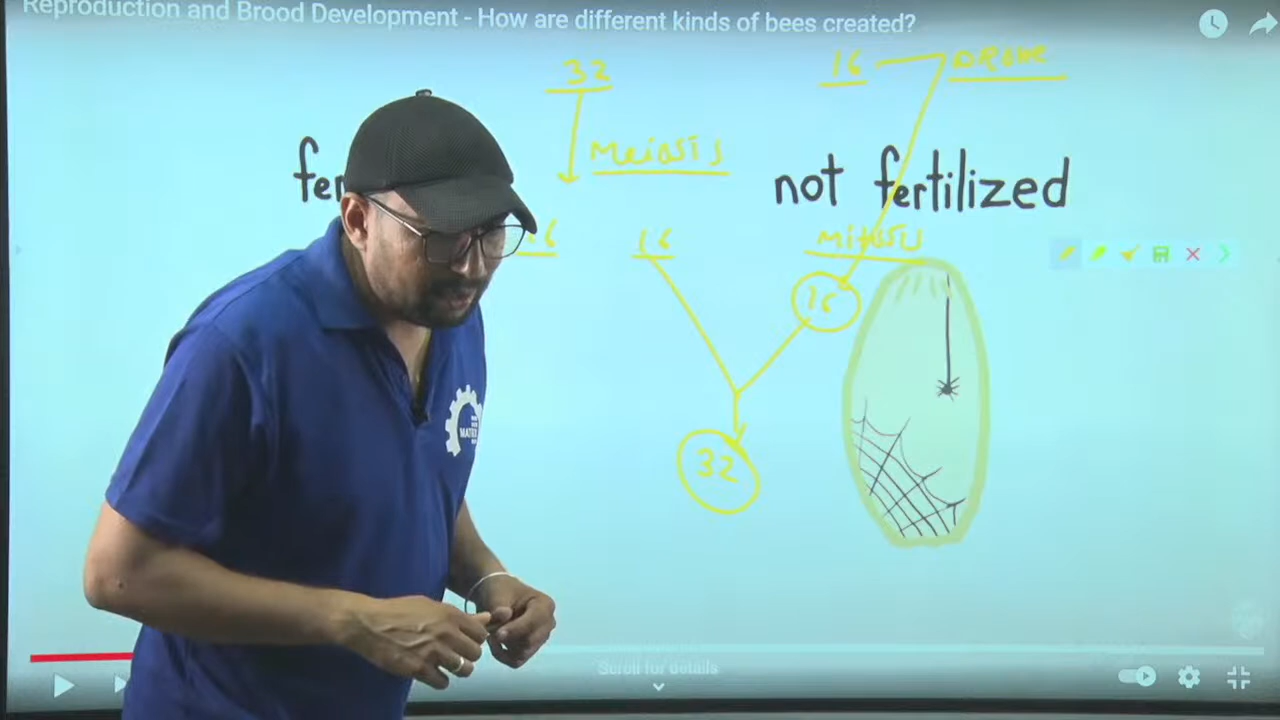 Reproduction and Brood Development - How are different kinds of bees created?
32
16
DRONE
Meiosis
not fertilized
16
16
mitosis
16
32
Scroll for details